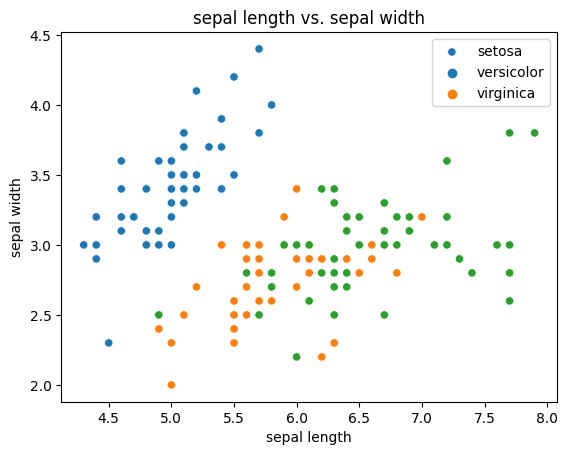 sepal length vs. sepal width
setosa
versicolor
virginica
sepal width
4.5
4.0
3.5
3.0
2.5
2.0
4.5 5.0 5.5 6.0 6.5 7.0 7.5 8.0
sepal length